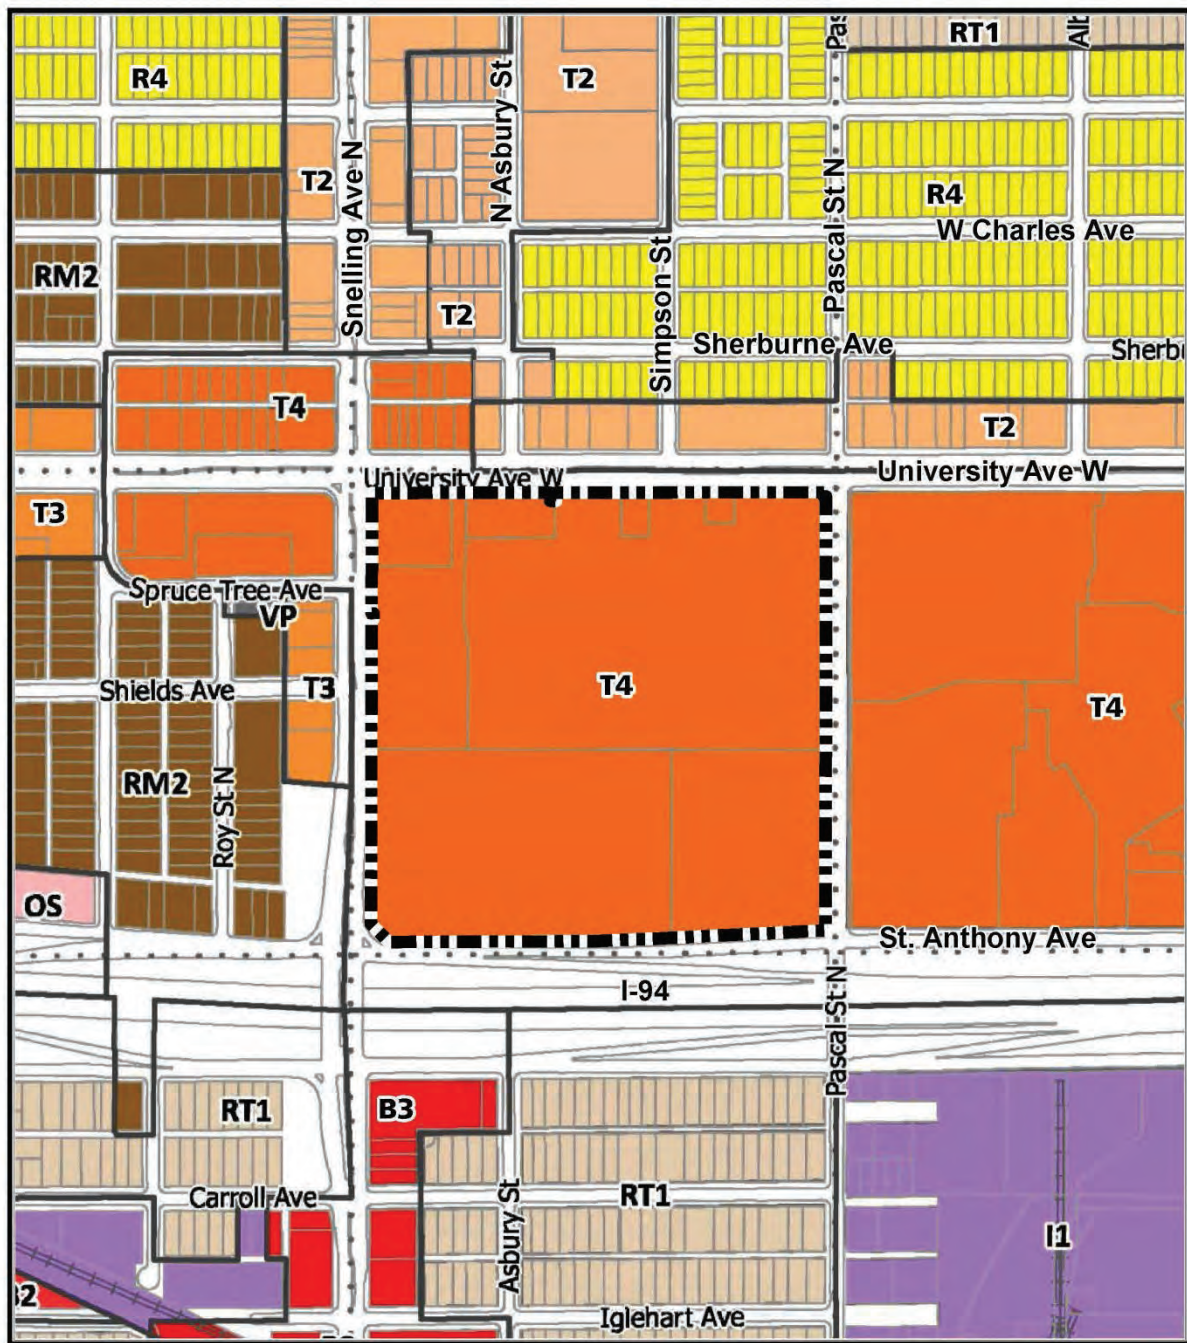 RT1
R4
T2
N Asbury St
T2
Snelling Ave N
Pascal St N
R4
W Charles Ave
RM2
T2
Simpson St
Sherburne Ave
T4
T2
University Ave W
University Ave W
T3
Spruce Tree Ave
VP
Shields Ave
T3
T4
T4
RM2
Roy St N
OS
St. Anthony Ave
I-94
Pascal St N
RT1
B3
Carroll Ave
Asbury St
RT1
I1
Iglehart Ave